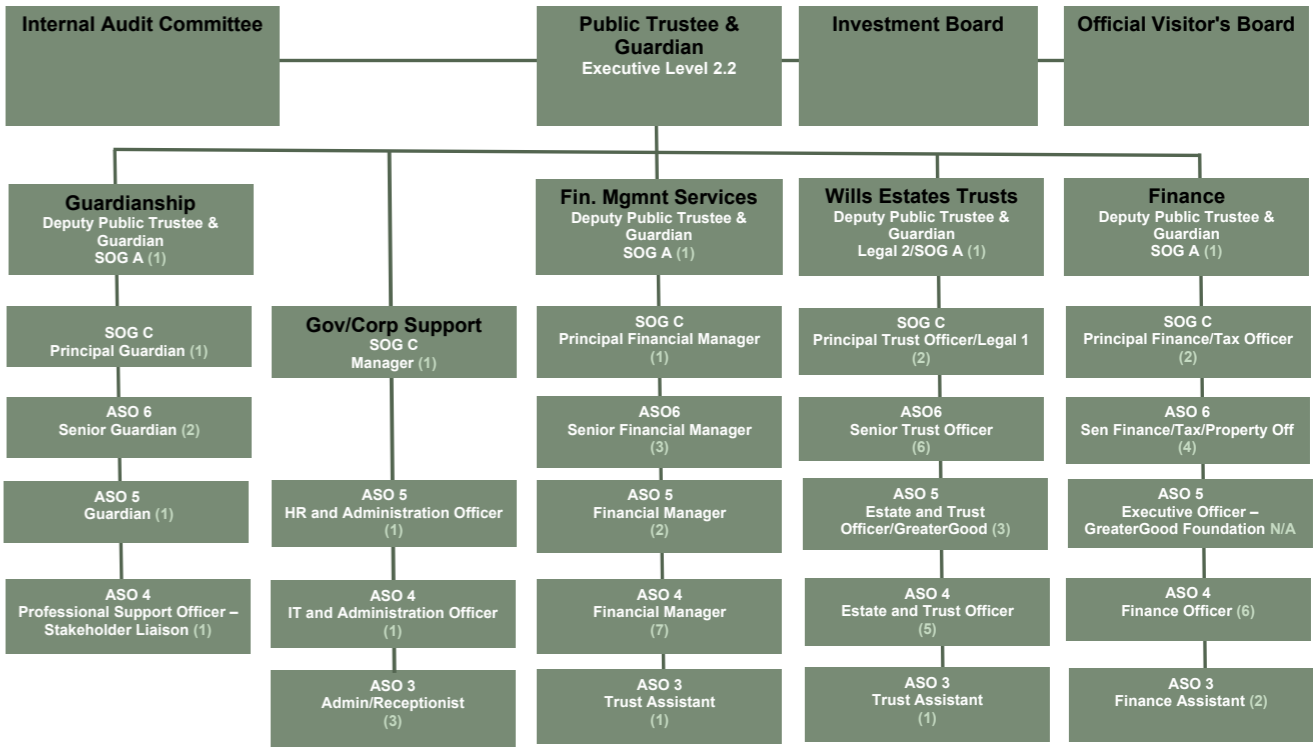 Internal Audit Committee
Public Trustee &
Guardian
Executive Level 2.2
Investment Board
Official Visitor's Board
Guardianship
Deputy Public Trustee &
Guardian
SOG A (1)
SOG C
Principal Guardian (1)
ASO 6
Senior Guardian (2)
ASO 5
Guardian (1)
ASO 4
Professional Support Officer –
Stakeholder Liaison (1)
Gov/Corp Support
SOG C
Manager (1)
ASO 5
HR and Administration Officer
(1)
ASO 4
IT and Administration Officer
(1)
ASO 3
Admin/Receptionist
(3)
Fin. Mgmnt Services
Deputy Public Trustee &
Guardian
SOG A (1)
SOG C
Principal Financial Manager
(1)
ASO6
Senior Financial Manager
(3)
ASO 5
Financial Manager
(2)
ASO 4
Financial Manager
(7)
ASO 3
Trust Assistant
(1)
Wills Estates Trusts
Deputy Public Trustee &
Guardian
Legal 2/SOG A (1)
SOG C
Principal Trust Officer/Legal 1
(2)
ASO6
Senior Trust Officer
(6)
ASO 5
Estate and Trust
Officer/GreaterGood (3)
ASO 4
Estate and Trust Officer
(5)
ASO 3
Trust Assistant
(1)
Finance
Deputy Public Trustee &
Guardian
SOG A (1)
SOG C
Principal Finance/Tax Officer
(2)
ASO 6
Sen Finance/Tax/Property Off
(4)
ASO 5
Executive Officer –
GreaterGood Foundation N/A
ASO 4
Finance Officer (6)
ASO 3
Finance Assistant (2)